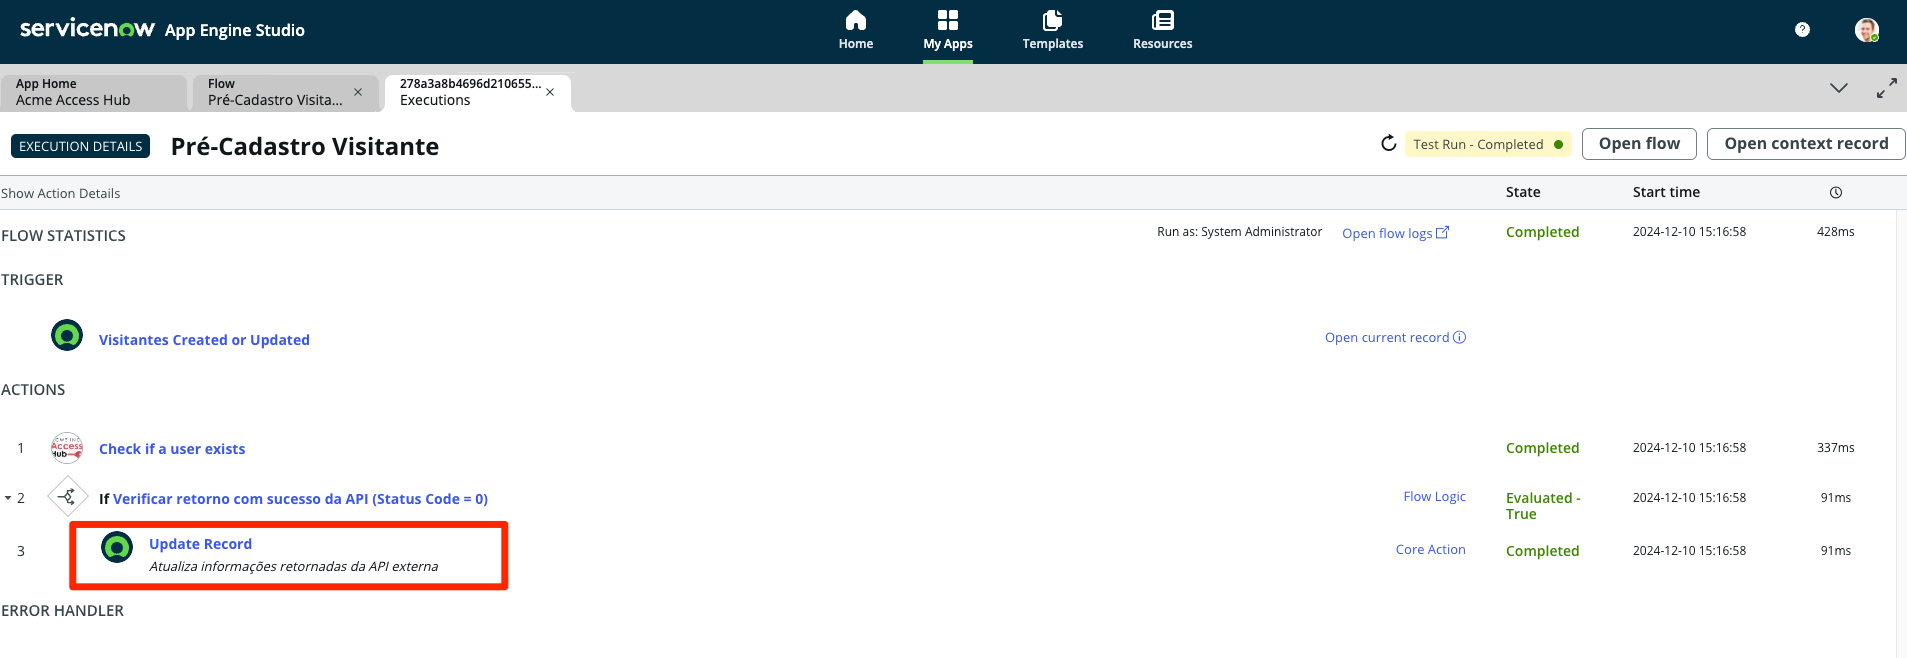 servicenow App Engine Studio
Home
My Apps
Templates
Resources
?
App Home
Acme Access Hub
Flow
Pré-Cadastro Visita...
278a3a8b4696d210655...
Executions
EXECUTION DETAILS
Pré-Cadastro Visitante
Test Run - Completed
Open flow
Open context record
Show Action Details
State
Start time
FLOW STATISTICS
Run as: System Administrator
Open flow logs
Completed
2024-12-10 15:16:58
428ms
TRIGGER
Visitantes Created or Updated
Open current record
ACTIONS
1
Access
Hub
Check if a user exists
Completed
2024-12-10 15:16:58
337ms
2
If Verificar retorno com sucesso da API (Status Code = 0)
Flow Logic
Evaluated -
True
2024-12-10 15:16:58
91ms
3
Update Record
Atualiza informações retornadas da API externa
Core Action
Completed
2024-12-10 15:16:58
91ms
ERROR HANDLER